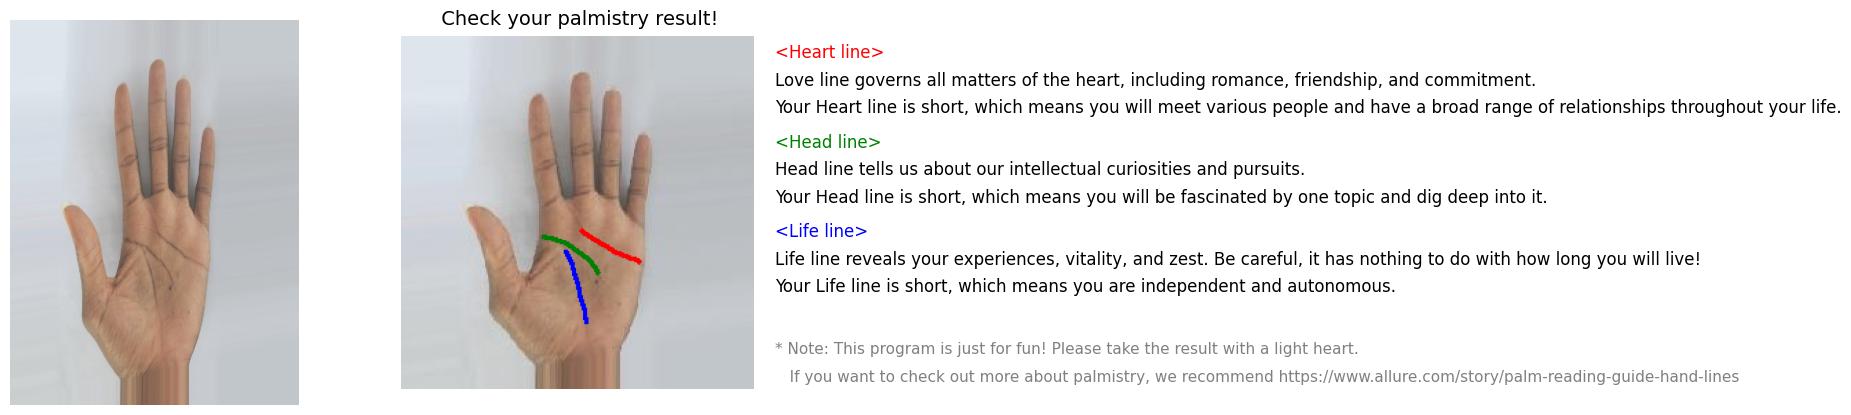 Check your palmistry result!
<Heart line>
Love line governs all matters of the heart, including romance, friendship, and commitment.
Your Heart line is short, which means you will meet various people and have a broad range of relationships throughout your life.
<Head line>
Head line tells us about our intellectual curiosities and pursuits.
Your Head line is short, which means you will be fascinated by one topic and dig deep into it.
<Life line>
Life line reveals your experiences, vitality, and zest. Be careful, it has nothing to do with how long you will live!
Your Life line is short, which means you are independent and autonomous.
* Note: This program is just for fun! Please take the result with a light heart.
If you want to check out more about palmistry, we recommend https://www.allure.com/story/palm-reading-guide-hand-lines